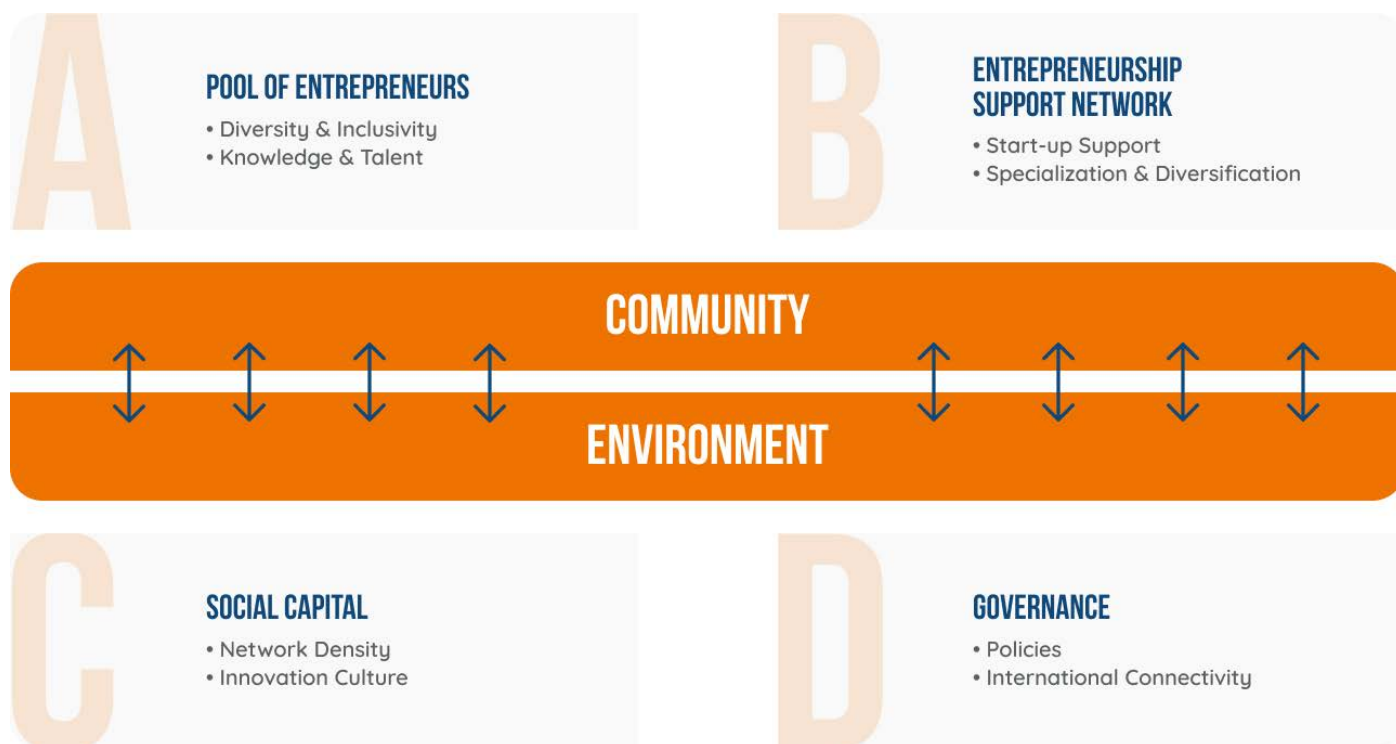 A
POOL OF ENTREPRENEURS
• Diversity & Inclusivity
• Knowledge & Talent
B
ENTREPRENEURSHIP
SUPPORT NETWORK
• Start-up Support
• Specialization & Diversification
COMMUNITY
ENVIRONMENT
C
SOCIAL CAPITAL
• Network Density
• Innovation Culture
D
GOVERNANCE
• Policies
• International Connectivity